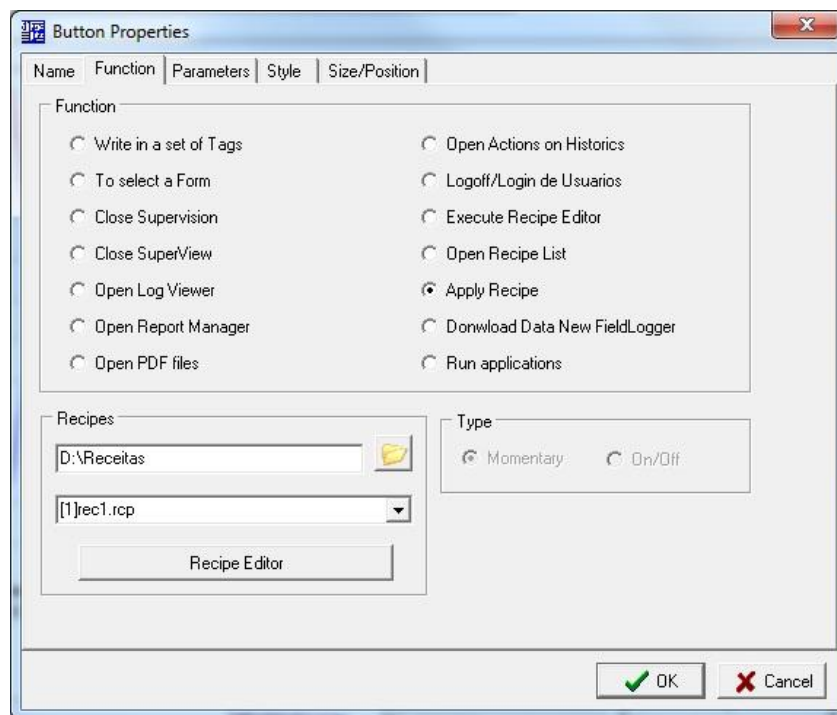 Button Properties
Name Function Parameters Style Size/Position
Function
Write in a set of Tags
To select a Form
Close Supervision
Close SuperView
Open Log Viewer
Open Report Manager
Open PDF files
Open Actions on Historics
Logoff/Login de Usuarios
Execute Recipe Editor
Open Recipe List
Apply Recipe
Donwload Data New FieldLogger
Run applications
Recipes
D:\Receitas
[1]rec1.rcp
Recipe Editor
Type
Momentary On/Off
OK Cancel